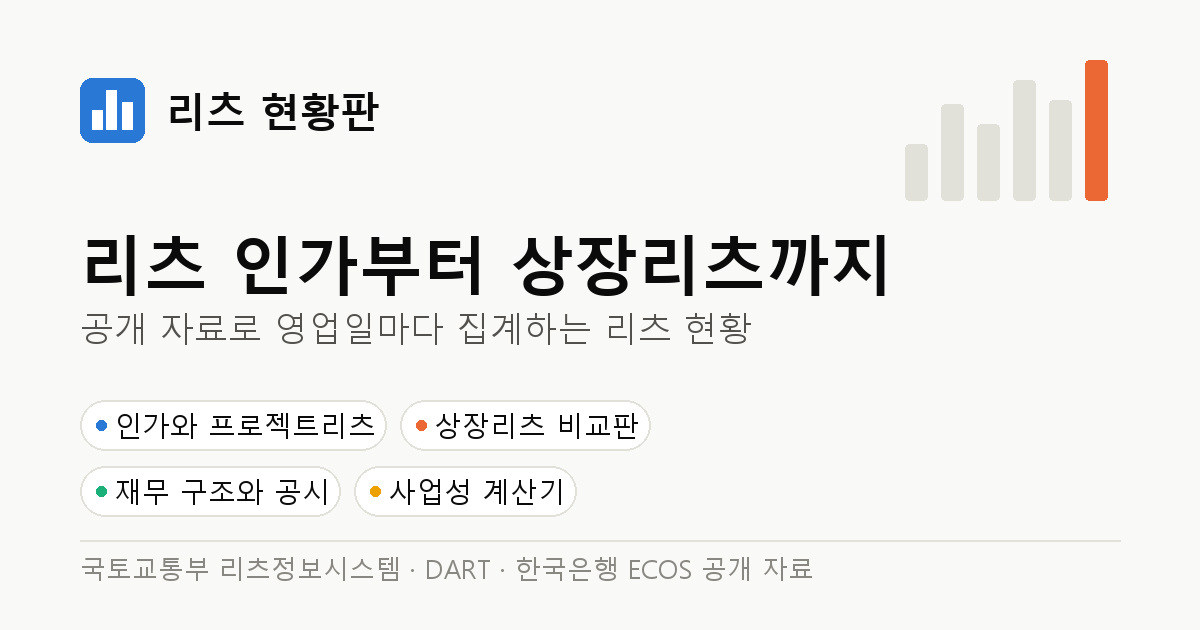 리츠 현황판
리츠 인가부터 상장리츠까지
공개 자료로 영업일마다 집계하는 리츠 현황
인가와 프로젝트리츠
상장리츠 비교판
재무 구조와 공시
사업성 계산기
국토교통부 리츠정보시스템 · DART · 한국은행 ECOS 공개 자료